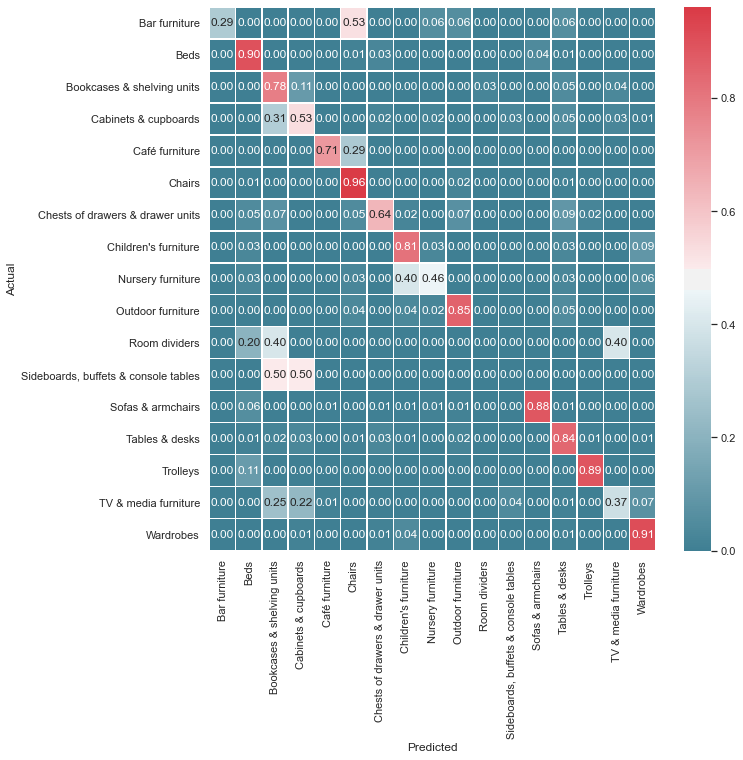 Bar furniture 0.29 0.00 0.00 0.00 0.00 0.53 0.00 0.00 0.06 0.06 0.00 0.00 0.00 0.06 0.00 0.00 0.00
Beds 0.00 0.90 0.00 0.00 0.00 0.01 0.03 0.00 0.00 0.00 0.00 0.00 0.04 0.01 0.00 0.00 0.00
0.8
Bookcases & shelving units 0.00 0.00 0.78 0.11 0.00 0.00 0.00 0.00 0.00 0.00 0.03 0.00 0.00 0.05 0.00 0.04 0.00
Cabinets & cupboards 0.00 0.00 0.31 0.53 0.00 0.00 0.02 0.00 0.02 0.00 0.00 0.03 0.00 0.05 0.00 0.03 0.01
Café furniture 0.00 0.00 0.00 0.00 0.71 0.29 0.00 0.00 0.00 0.00 0.00 0.00 0.00 0.00 0.00 0.00 0.00
Chairs 0.00 0.01 0.00 0.00 0.00 0.96 0.00 0.00 0.00 0.02 0.00 0.00 0.00 0.01 0.00 0.00 0.00
0.6
Chests of drawers & drawer units 0.00 0.05 0.07 0.00 0.00 0.05 0.64 0.02 0.00 0.07 0.00 0.00 0.00 0.09 0.02 0.00 0.00
Children's furniture 0.00 0.03 0.00 0.00 0.00 0.00 0.00 0.81 0.03 0.00 0.00 0.00 0.00 0.03 0.00 0.00 0.09
Actual
Nursery furniture 0.00 0.03 0.00 0.00 0.00 0.03 0.00 0.40 0.46 0.00 0.00 0.00 0.00 0.03 0.00 0.00 0.06
Outdoor furniture 0.00 0.00 0.00 0.00 0.00 0.04 0.00 0.04 0.02 0.85 0.00 0.00 0.00 0.05 0.00 0.00 0.00
0.4
Room dividers 0.00 0.20 0.40 0.00 0.00 0.00 0.00 0.00 0.00 0.00 0.00 0.00 0.00 0.00 0.00 0.40 0.00
Sideboards, buffets & console tables 0.00 0.00 0.50 0.50 0.00 0.00 0.00 0.00 0.00 0.00 0.00 0.00 0.00 0.00 0.00 0.00 0.00
Sofas & armchairs 0.00 0.06 0.00 0.00 0.00 0.01 0.00 0.01 0.01 0.01 0.00 0.00 0.88 0.01 0.00 0.00 0.00
0.2
Tables & desks 0.00 0.01 0.02 0.03 0.00 0.01 0.03 0.01 0.00 0.02 0.00 0.00 0.01 0.84 0.01 0.00 0.01
Trolleys 0.00 0.11 0.00 0.00 0.00 0.00 0.00 0.00 0.00 0.00 0.00 0.00 0.00 0.00 0.89 0.00 0.00
TV & media furniture 0.00 0.00 0.25 0.22 0.01 0.00 0.00 0.00 0.00 0.00 0.00 0.04 0.00 0.01 0.00 0.37 0.07
Wardrobes 0.00 0.00 0.00 0.01 0.00 0.00 0.01 0.04 0.00 0.00 0.00 0.00 0.00 0.01 0.00 0.00 0.91
0.0
Bar furniture
Beds
Bookcases & shelving units
Cabinets & cupboards
Café furniture
Chairs
Chests of drawers & drawer units
Children's furniture
Nursery furniture
Outdoor furniture
Room dividers
Sideboards, buffets & console tables
Sofas & armchairs
Tables & desks
Trolleys
TV & media furniture
Wardrobes
Predicted